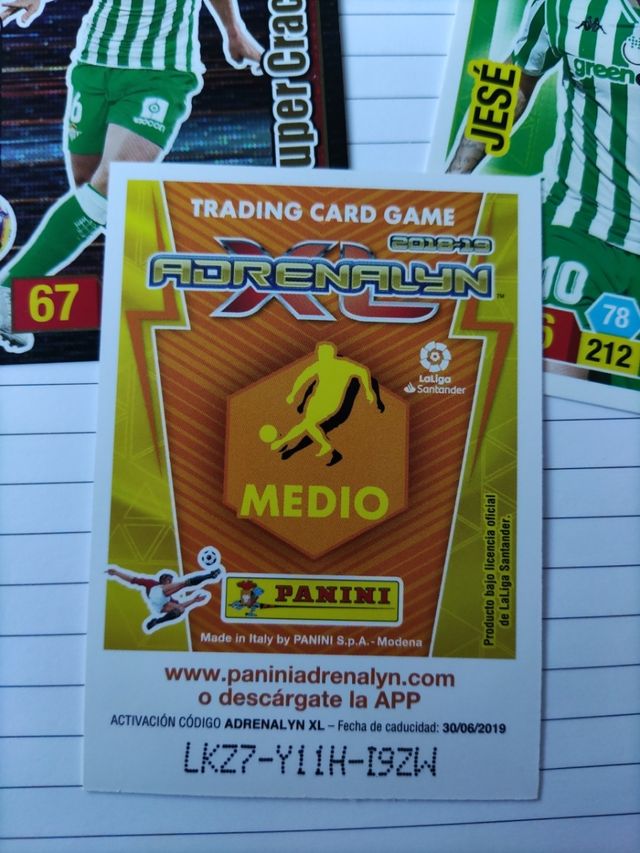 uper Crac
JESÉ
green
10
67
78
212
TRADING CARD GAME
2018-19
ADRENALYN
XL
™
LaLiga
Santander
MEDIO
PANINI
Producto bajo licencia oficial
de LaLiga Santander.
Made in Italy by PANINI S.p.A. - Modena
www.paniniadrenalyn.com
o descárgate la APP
ACTIVACIÓN CÓDIGO ADRENALYN XL – Fecha de caducidad: 30/06/2019
LKZ7-Y11H-I9ZW